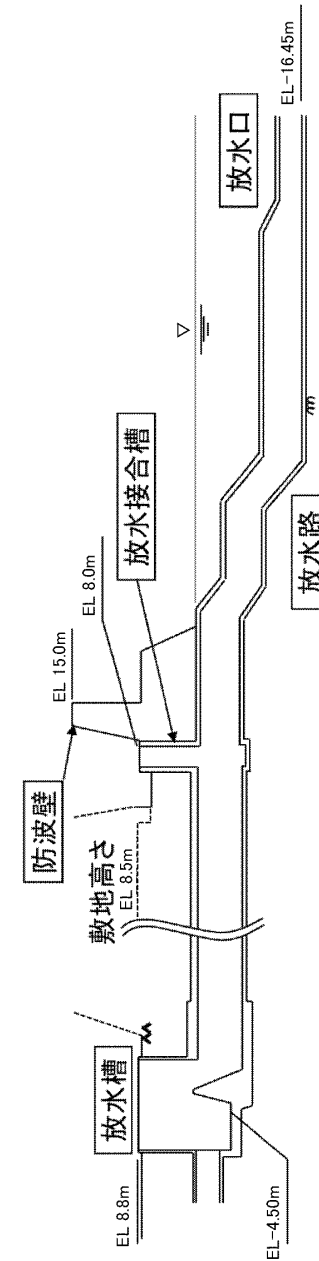 放水槽
EL 8.8m
EL-4.50m
敷地高さ
EL 8.5m
防波壁
EL 15.0m
EL 8.0m
放水接合槽
放水路
放水口
EL-16.45m